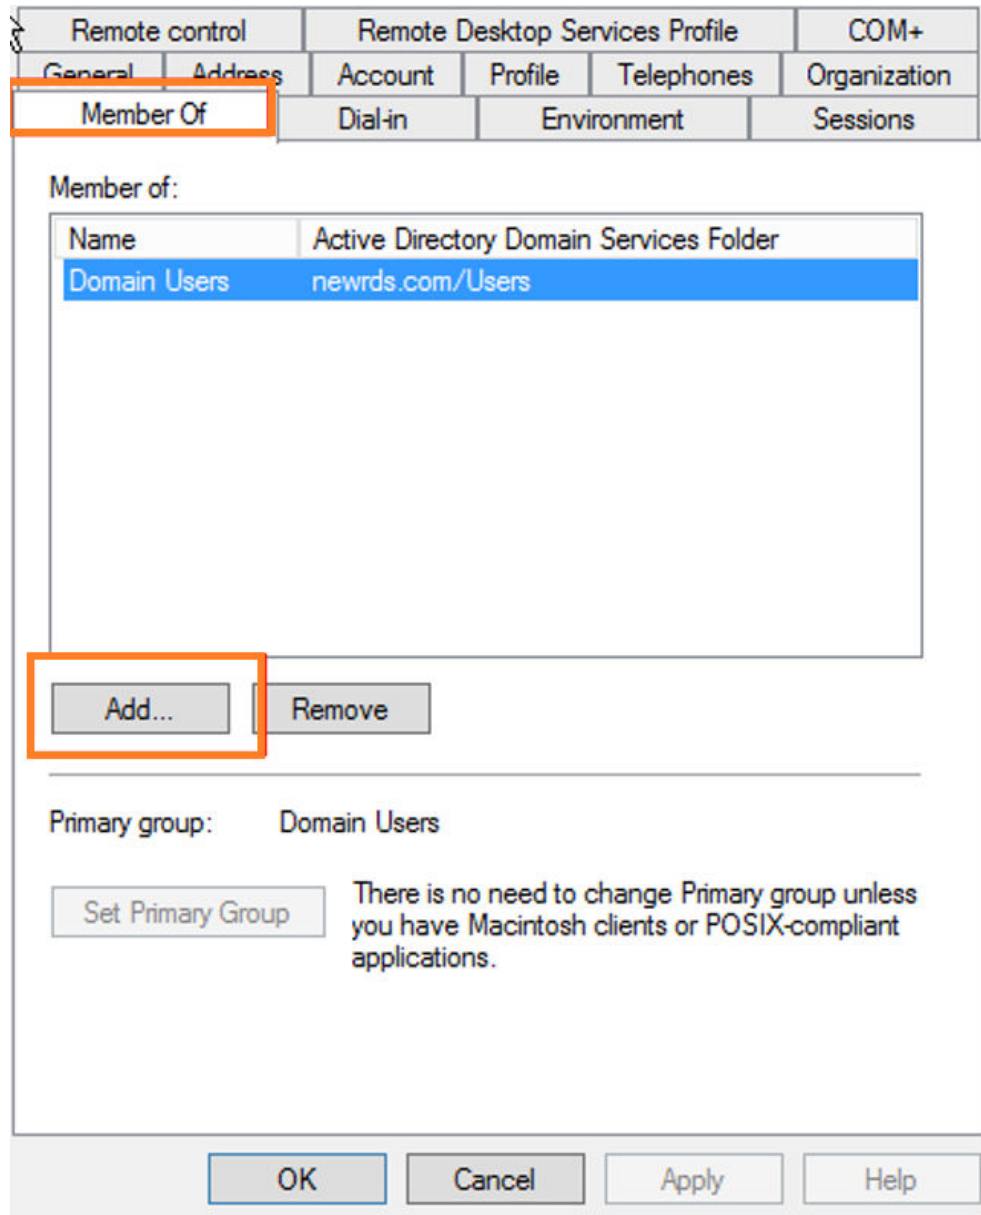 Remote control Remote Desktop Services Profile COM+
General Address Account Profile Telephones Organization
Member Of Dial-in Environment Sessions
Member of:
Name Active Directory Domain Services Folder
Domain Users newrds.com/Users
Add... Remove
Primary group: Domain Users
Set Primary Group
There is no need to change Primary group unless
you have Macintosh clients or POSIX-compliant
applications.
OK Cancel Apply Help